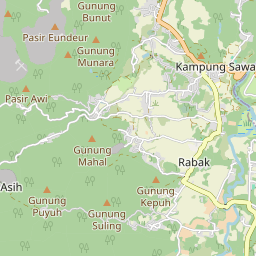 Gunung
Bunut
Pasir Eundeur
Gunung
Munara
Kampung Sawa
Pasir Awi
Gunung
Mahal
Rabak
Asih
Gunung
Puyuh
Gunung
Kepuh
Gunung
Suling